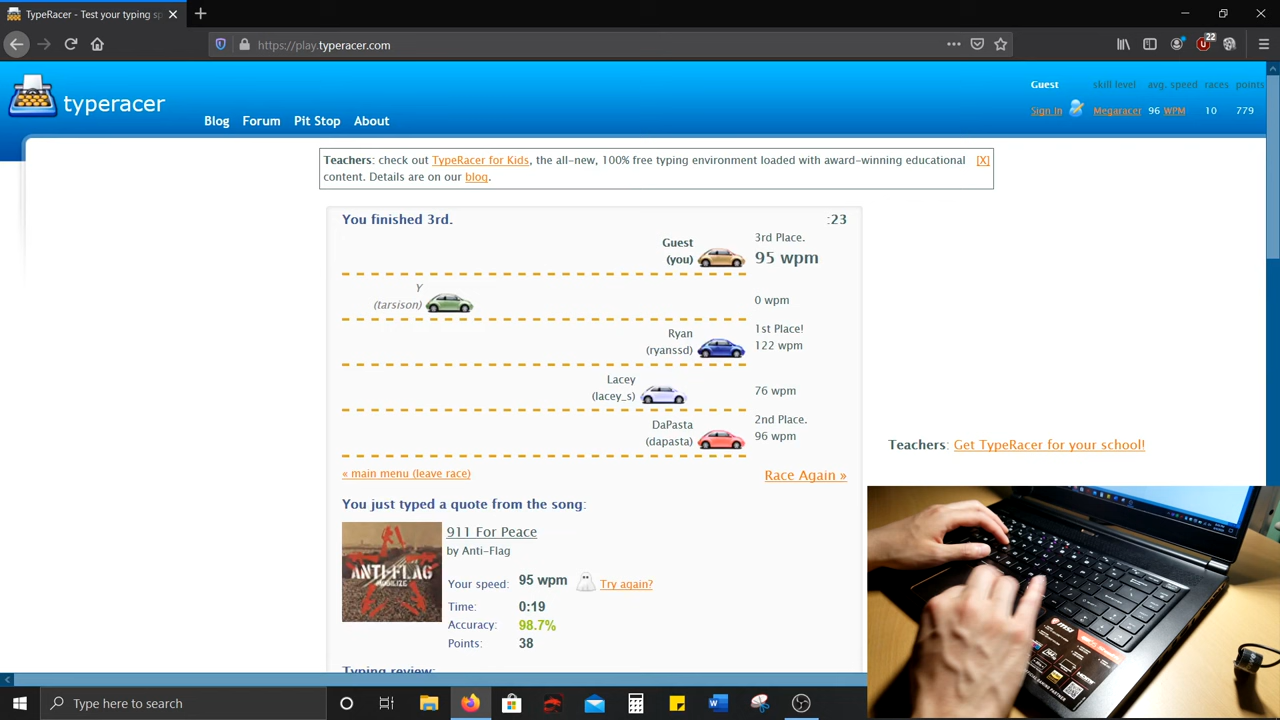 TypeRacer - Test your typing sp
https://play.typeracer.com
22
typeracer
Blog Forum Pit Stop About
Guest skill level avg. speed races points
Sign In Megaracer 96 WPM 10 779
Teachers: check out TypeRacer for Kids, the all-new, 100% free typing environment loaded with award-winning educational [X]
content. Details are on our blog.
You finished 3rd. :23
Guest
(you)
3rd Place.
95 wpm
Y
(tarsison)
0 wpm
Ryan
(ryanssd)
1st Place!
122 wpm
Lacey
(lacey_s)
76 wpm
DaPasta
(dapasta)
2nd Place.
96 wpm
« main menu (leave race) Race Again »
Teachers: Get TypeRacer for your school!
You just typed a quote from the song:
ANTI-FLAG
MOBILIZE
911 For Peace
by Anti-Flag
Your speed: 95 wpm Try again?
Time: 0:19
Accuracy: 98.7%
Points: 38
Typing review:
msi
HDMI
Type here to search